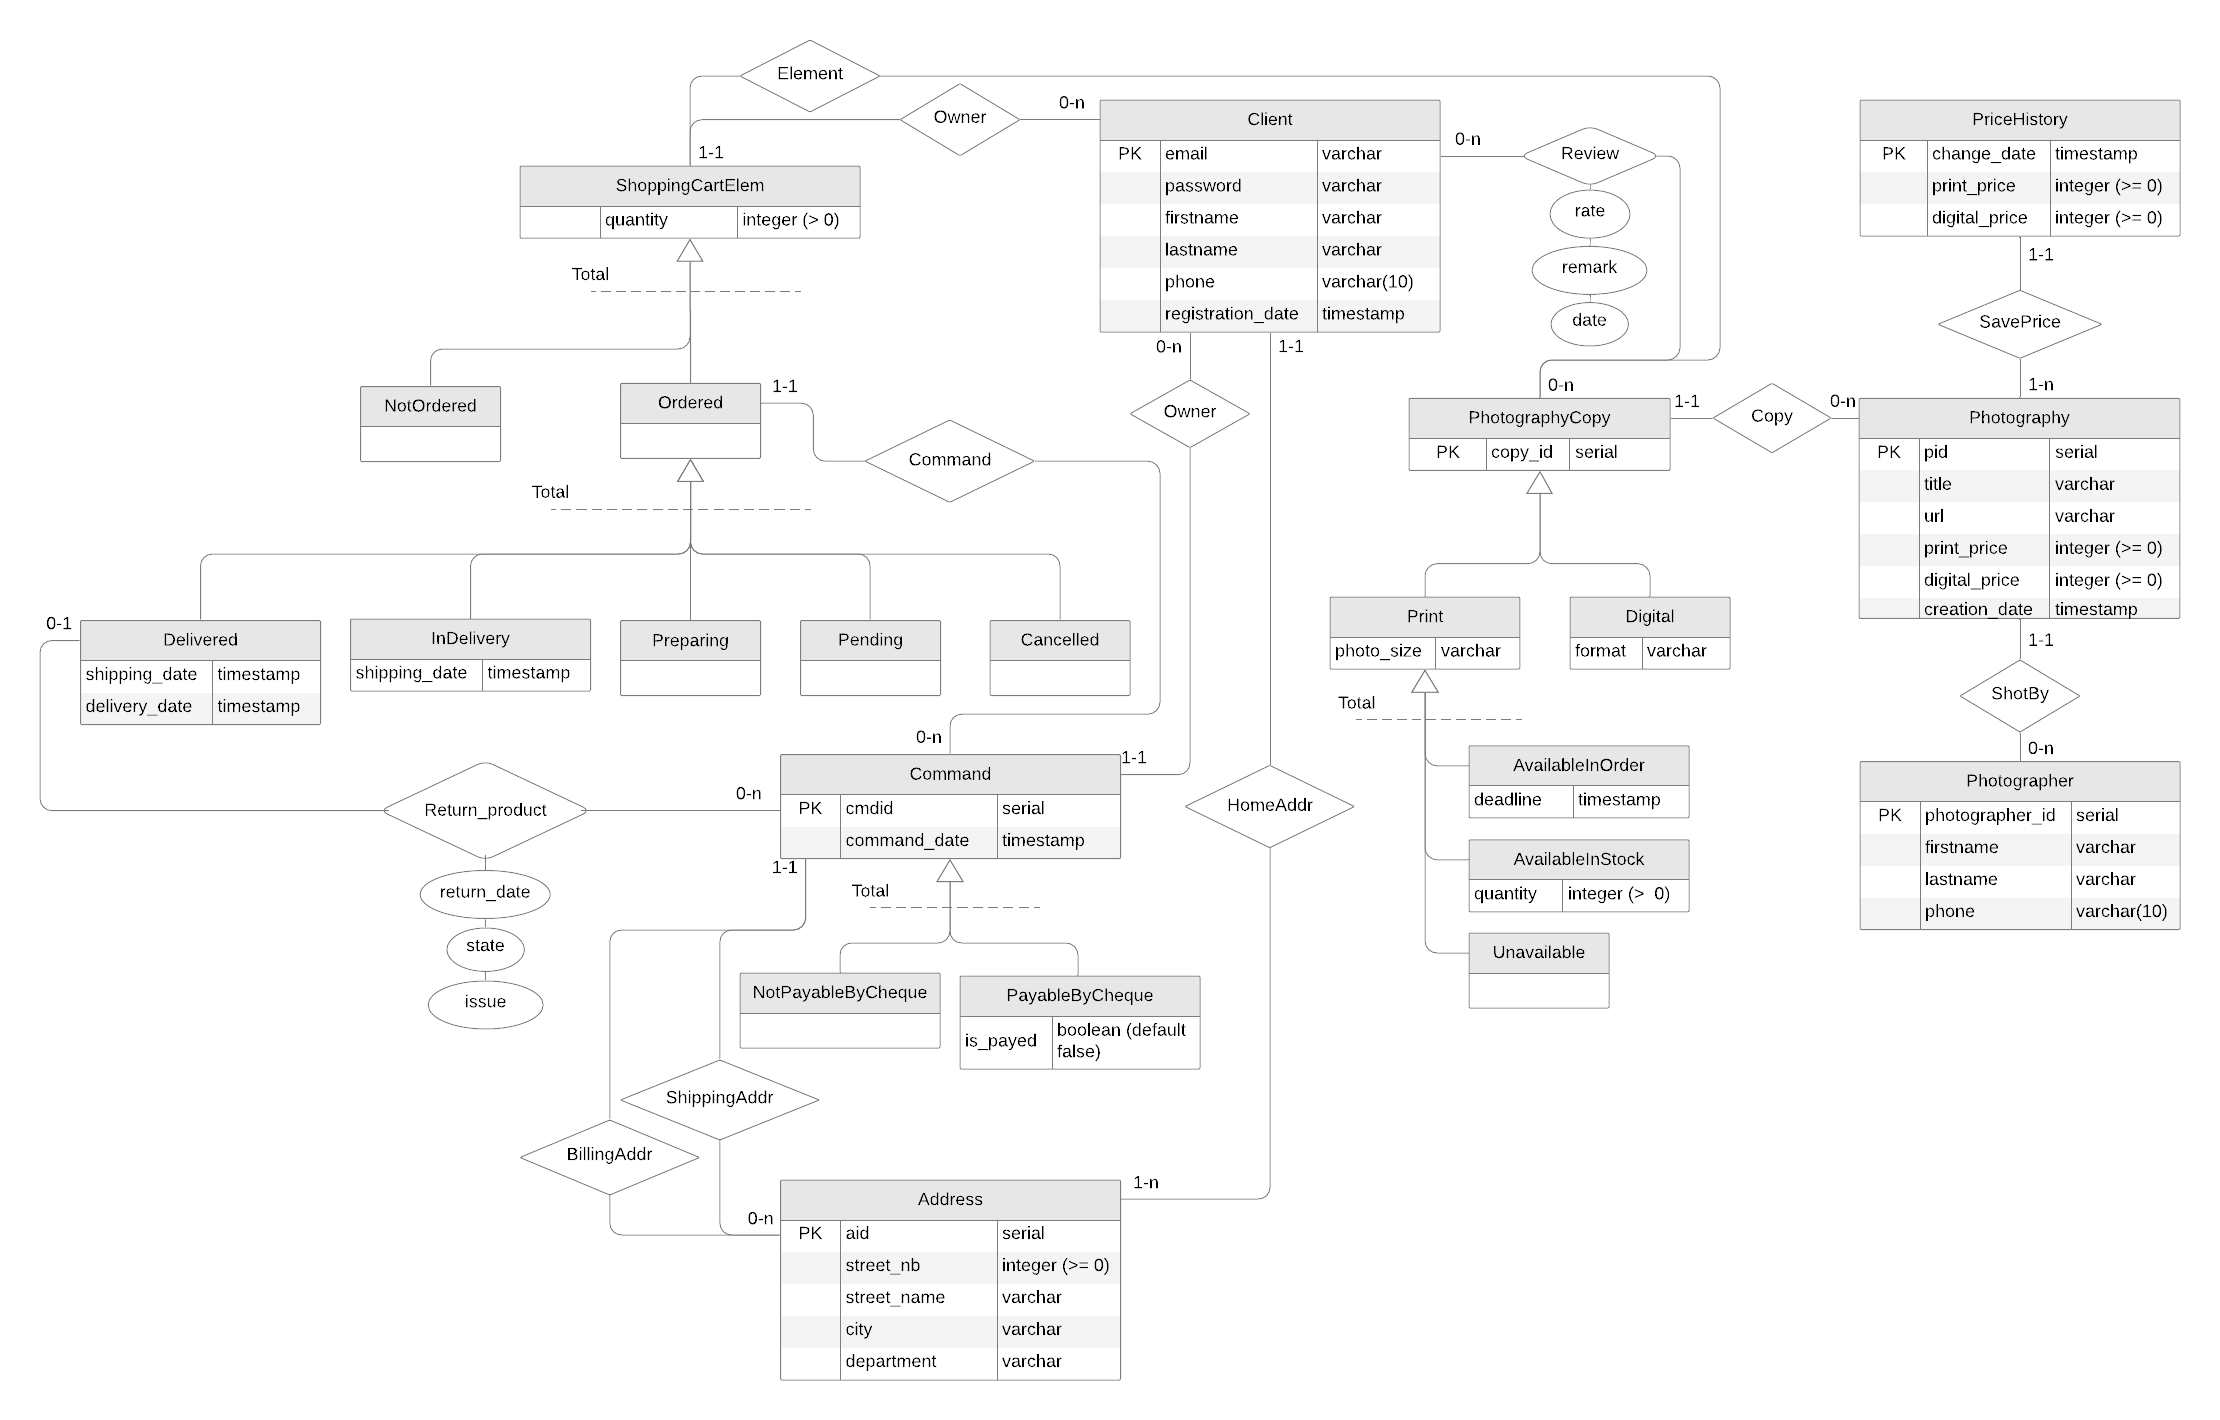 Element
Owner
0-n
1-1
ShoppingCartElem
quantity integer (> 0)
Total
NotOrdered
Ordered
1-1
Command
Total
0-1
Delivered
shipping_date timestamp
delivery_date timestamp
InDelivery
shipping_date timestamp
Preparing
Pending
Cancelled
Client
PK email varchar
password varchar
firstname varchar
lastname varchar
phone varchar(10)
registration_date timestamp
0-n
Review
rate
remark
date
0-n
1-1
Owner
PriceHistory
PK change_date timestamp
print_price integer (>= 0)
digital_price integer (>= 0)
1-1
SavePrice
1-n
0-n
PhotographyCopy
PK copy_id serial
1-1
Copy
0-n
Photography
PK pid serial
title varchar
url varchar
print_price integer (>= 0)
digital_price integer (>= 0)
creation_date timestamp
1-1
ShotBy
0-n
Photographer
PK photographer_id serial
firstname varchar
lastname varchar
phone varchar(10)
Print
photo_size varchar
Digital
format varchar
Total
AvailableInOrder
deadline timestamp
AvailableInStock
quantity integer (> 0)
Unavailable
0-n
1-1
Command
PK cmdid serial
command_date timestamp
0-n
Return_product
return_date
state
issue
HomeAddr
1-1
Total
NotPayableByCheque
PayableByCheque
is_payed boolean (default
false)
ShippingAddr
BillingAddr
1-n
0-n
Address
PK aid serial
street_nb integer (>= 0)
street_name varchar
city varchar
department varchar